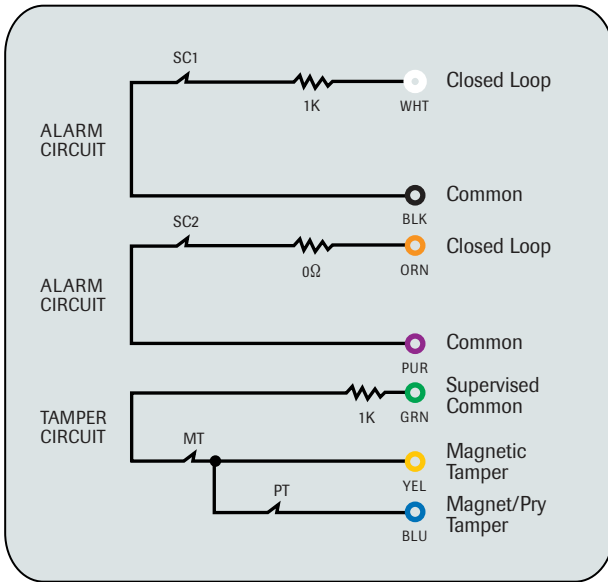 SC1
Closed Loop
1K
WHT
ALARM
CIRCUIT
Common
BLK
SC2
Closed Loop
0Ω
ORN
ALARM
CIRCUIT
Common
PUR
Supervised
Common
1K
GRN
TAMPER
CIRCUIT
MT
Magnetic
Tamper
YEL
PT
Magnet/Pry
Tamper
BLU